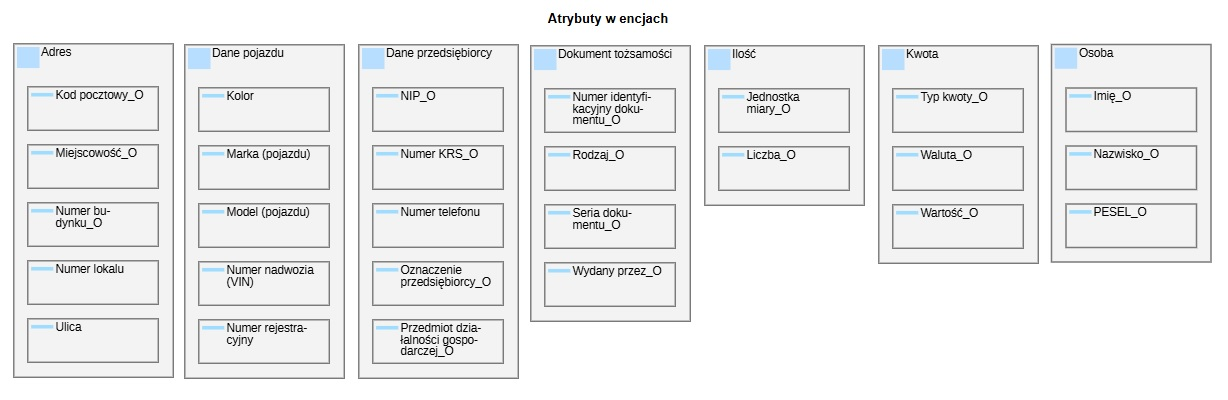 Atrybuty w encjach
Adres
Kod pocztowy_O
Miejscowość_O
Numer bu-
dynku_O
Numer lokalu
Ulica
Dane pojazdu
Kolor
Marka (pojazdu)
Model (pojazdu)
Numer nadwozia
(VIN)
Numer rejestra-
cyjny
Dane przedsiębiorcy
NIP_O
Numer KRS_O
Numer telefonu
Oznaczenie
przedsiębiorcy_O
Przedmiot dzia-
łalności gospo-
darczej_O
Dokument tożsamości
Numer identyfi-
kacyjny doku-
mentu_O
Rodzaj_O
Seria doku-
mentu_O
Wydany przez_O
Ilość
Jednostka
miary_O
Liczba_O
Kwota
Typ kwoty_O
Waluta_O
Wartość_O
Osoba
Imię_O
Nazwisko_O
PESEL_O